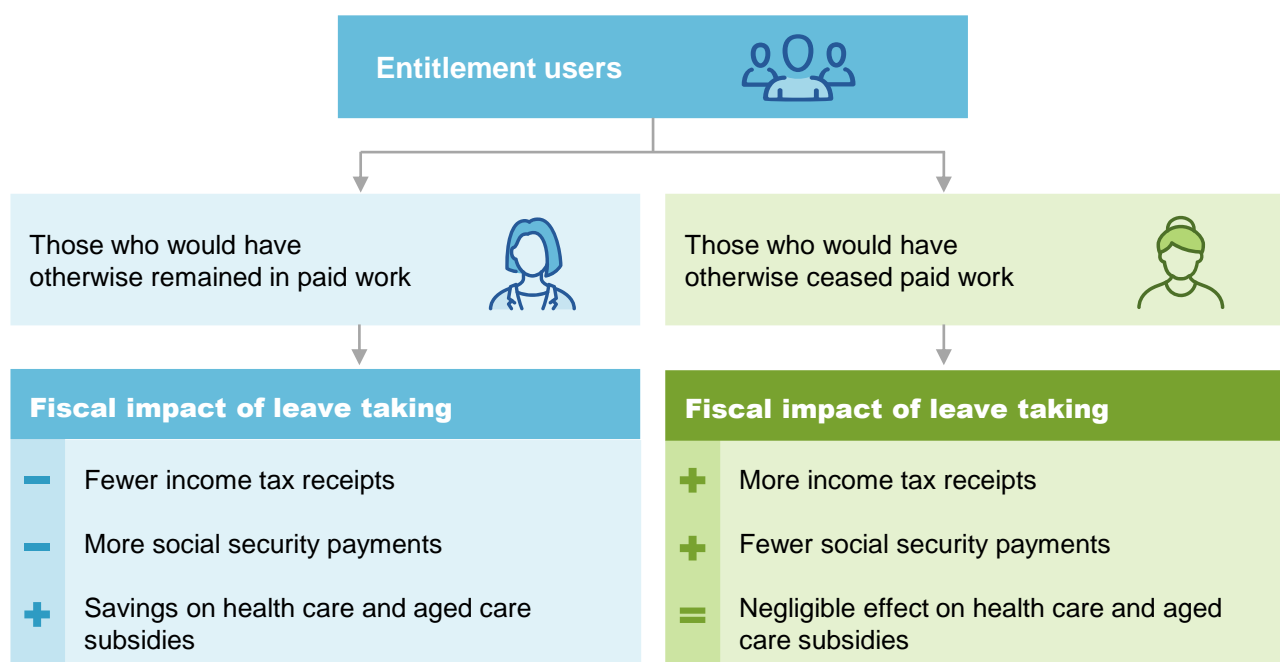 Entitlement users
Those who would have
otherwise remained in paid work
Those who would have
otherwise ceased paid work
Fiscal impact of leave taking
− Fewer income tax receipts
− More social security payments
+ Savings on health care and aged care
subsidies
Fiscal impact of leave taking
+ More income tax receipts
+ Fewer social security payments
= Negligible effect on health care and aged
care subsidies